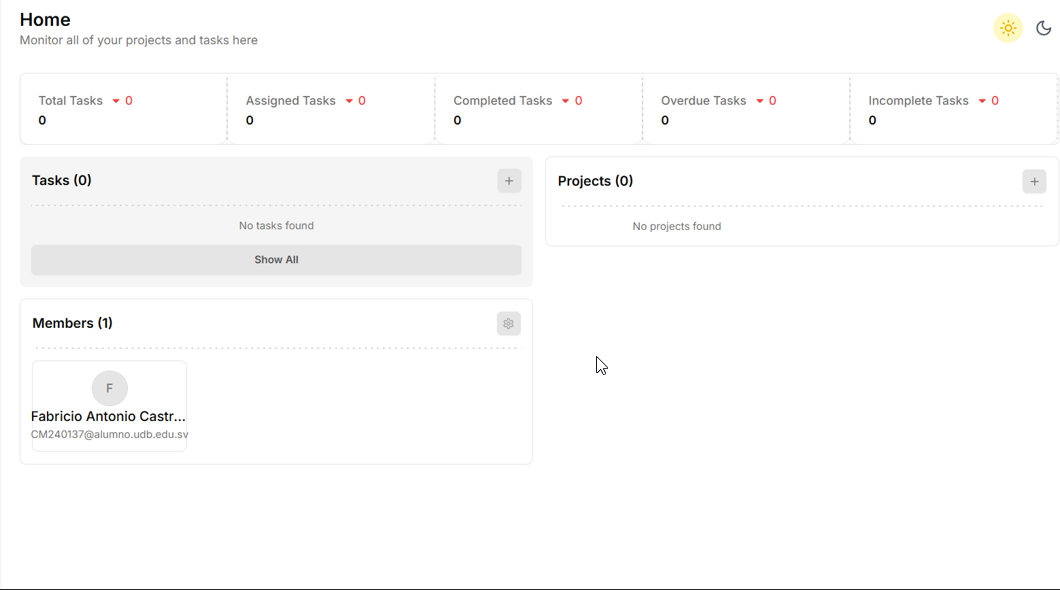 Home
Monitor all of your projects and tasks here
Total Tasks 0
0
Assigned Tasks 0
0
Completed Tasks 0
0
Overdue Tasks 0
0
Incomplete Tasks 0
0
Tasks (0)
+
No tasks found
Show All
Projects (0)
+
No projects found
Members (1)
F
Fabricio Antonio Castr...
CM240137@alumno.udb.edu.sv